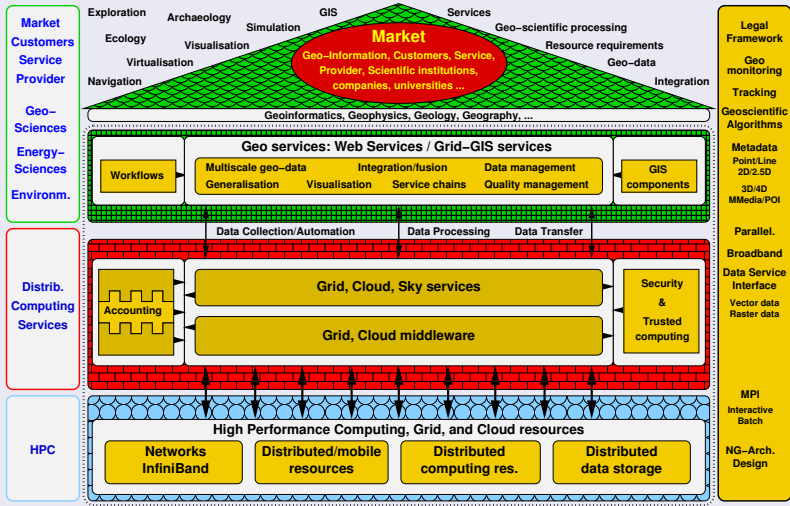 Market
Customers
Service
Provider
Geo–
Sciences
Energy–
Sciences
Environm.
Distrib.
Computing
Services
HPC
Exploration
Archaeology
GIS
Services
Simulation
Geo–scientific processing
Ecology
Visualisation
Resource requirements
Virtualisation
Geo–data
Navigation
Integration
Market
Geo–Information, Customers, Service,
Provider, Scientific institutions,
companies, universities ...
Geoinformatics, Geophysics, Geology, Geography, ...
Geo services: Web Services / Grid–GIS services
Workflows
Multiscale geo–data
Integration/fusion
Data management
Generalisation
Visualisation
Service chains
Quality management
GIS
components
Data Collection/Automation
Data Processing
Data Transfer
Accounting
Grid, Cloud, Sky services
Grid, Cloud middleware
Security
&
Trusted
computing
High Performance Computing, Grid, and Cloud resources
Networks
InfiniBand
Distributed/mobile
resources
Distributed
computing res.
Distributed
data storage
Legal
Framework
Geo
monitoring
Tracking
Geoscientific
Algorithms
Metadata
Point/Line
2D/2.5D
3D/4D
MMedia/POI
Parallel.
Broadband
Data Service
Interface
Vector data
Raster data
MPI
Interactive
Batch
NG–Arch.
Design